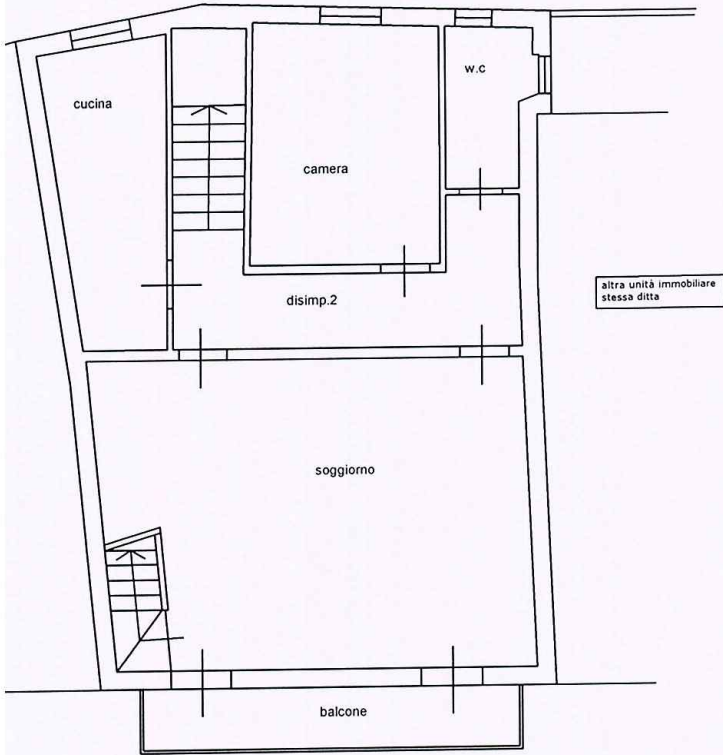 w.c
cucina
camera
disimp.2
altra unità immobiliare
stessa ditta
soggiorno
balcone